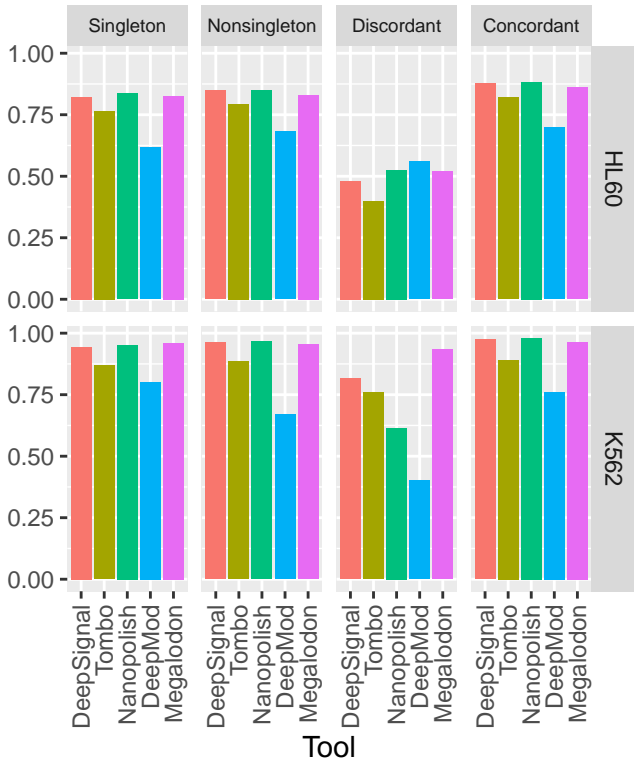 Singleton Nonsingleton Discordant Concordant
1.00
0.75
0.50
0.25
0.00
HL60
1.00
0.75
0.50
0.25
0.00
K562
DeepSignal Tombo Nanopolish DeepMod Megalodon DeepSignal Tombo Nanopolish DeepMod Megalodon DeepSignal Tombo Nanopolish DeepMod Megalodon DeepSignal Tombo Nanopolish DeepMod Megalodon
Tool